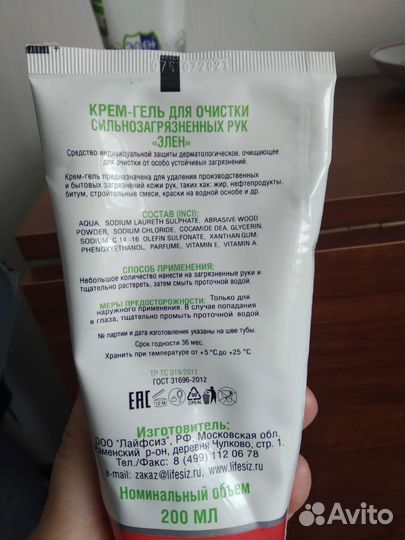 КРЕМ-ГЕЛЬ ДЛЯ ОЧИСТКИ
СИЛЬНОЗАГРЯЗНЕННЫХ РУК
«ЭЛЕН»
Средство индивидуальной защиты дерматологическое, очищающее
для очистки от особо устойчивых загрязнений.
Крем-гель предназначена для удаления производственных
и бытовых загрязнений кожи рук, таких как: жир, нефтепродукты,
битум, строительные смеси, краски на водной основе и др.
СОСТАВ (INCI):
AQUA, SODIUM LAURETH SULPHATE, ABRASIVE WOOD
POWDER, SODIUM CHLORIDE, COCAMIDE DEA, GLYCERIN,
SODIUM C 14 -16 OLEFIN SULFONATE, XANTHAN GUM,
PHENOXYETHANOL, PARFUME, VITAMIN E, VITAMIN A.
СПОСОБ ПРИМЕНЕНИЯ:
Небольшое количество нанести на загрязненные руки и
тщательно растереть, затем смыть проточной водой.
МЕРЫ ПРЕДОСТОРОЖНОСТИ: Только для
наружного применения. В случае попадания
в глаза, тщательно промыть проточной водой.
№ партии и дата изготовления указаны на шве тубы.
Срок годности 36 мес.
Хранить при температуре от +5°С до +25°С
ТР ТС 019/2011
ГОСТ 31696-2012
ЕАС
12 M
Изготовитель:
ООО "Лайфсиз", РФ, Московская обл,
Раменский р-он, деревня Чулково, стр. 1.
Тел./Факс: 8 (499) 112 06 78
e-mail: zakaz@lifesiz.ru, www.lifesiz.ru
Номинальный объем
200 МЛ
Avito